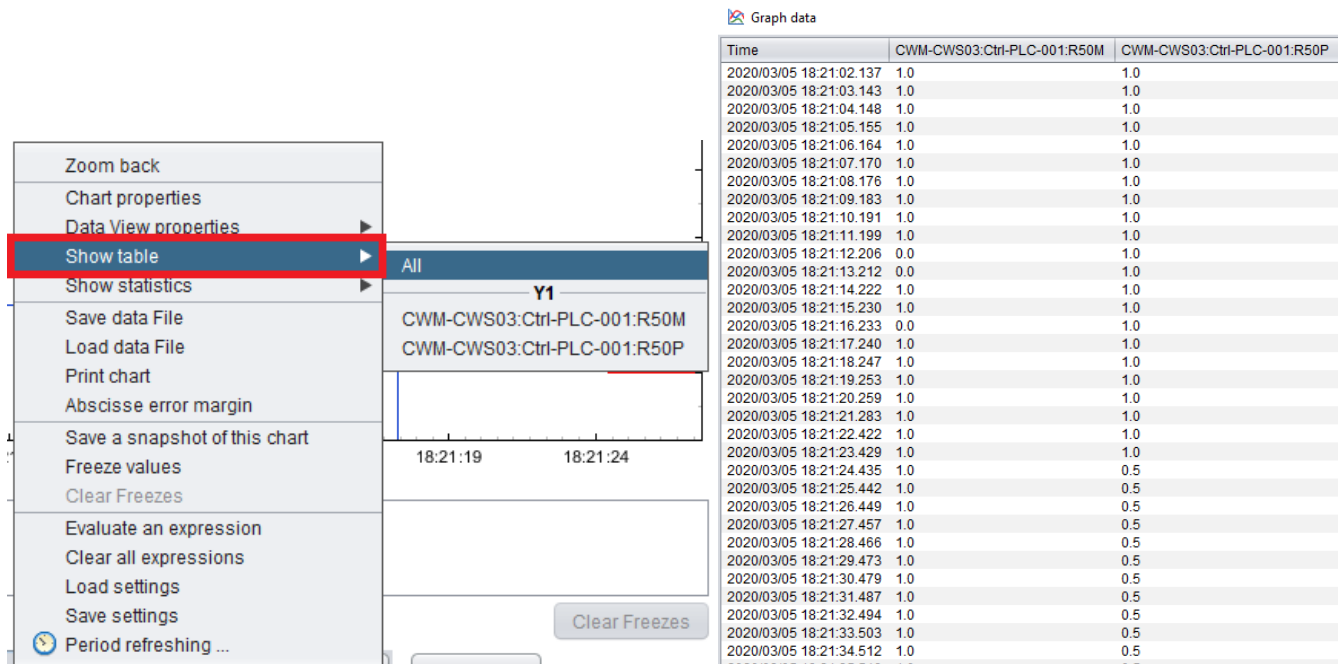 Zoom back
Chart properties
Data View properties
Show table
Show statistics
Save data File
Load data File
Print chart
Abscisse error margin
Save a snapshot of this chart
Freeze values
Clear Freezes
Evaluate an expression
Clear all expressions
Load settings
Save settings
Period refreshing ...
All
Y1
CWM-CWS03:Ctrl-PLC-001:R50M
CWM-CWS03:Ctrl-PLC-001:R50P
18:21:19 18:21:24
Clear Freezes
Graph data
Time CWM-CWS03:Ctrl-PLC-001:R50M CWM-CWS03:Ctrl-PLC-001:R50P
2020/03/05 18:21:02.137 1.0 1.0
2020/03/05 18:21:03.143 1.0 1.0
2020/03/05 18:21:04.148 1.0 1.0
2020/03/05 18:21:05.155 1.0 1.0
2020/03/05 18:21:06.164 1.0 1.0
2020/03/05 18:21:07.170 1.0 1.0
2020/03/05 18:21:08.176 1.0 1.0
2020/03/05 18:21:09.183 1.0 1.0
2020/03/05 18:21:10.191 1.0 1.0
2020/03/05 18:21:11.199 1.0 1.0
2020/03/05 18:21:12.206 0.0 1.0
2020/03/05 18:21:13.212 0.0 1.0
2020/03/05 18:21:14.222 1.0 1.0
2020/03/05 18:21:15.230 1.0 1.0
2020/03/05 18:21:16.233 0.0 1.0
2020/03/05 18:21:17.240 1.0 1.0
2020/03/05 18:21:18.247 1.0 1.0
2020/03/05 18:21:19.253 1.0 1.0
2020/03/05 18:21:20.259 1.0 1.0
2020/03/05 18:21:21.283 1.0 1.0
2020/03/05 18:21:22.422 1.0 1.0
2020/03/05 18:21:23.429 1.0 1.0
2020/03/05 18:21:24.435 1.0 0.5
2020/03/05 18:21:25.442 1.0 0.5
2020/03/05 18:21:26.449 1.0 0.5
2020/03/05 18:21:27.457 1.0 0.5
2020/03/05 18:21:28.466 1.0 0.5
2020/03/05 18:21:29.473 1.0 0.5
2020/03/05 18:21:30.479 1.0 0.5
2020/03/05 18:21:31.487 1.0 0.5
2020/03/05 18:21:32.494 1.0 0.5
2020/03/05 18:21:33.503 1.0 0.5
2020/03/05 18:21:34.512 1.0 0.5